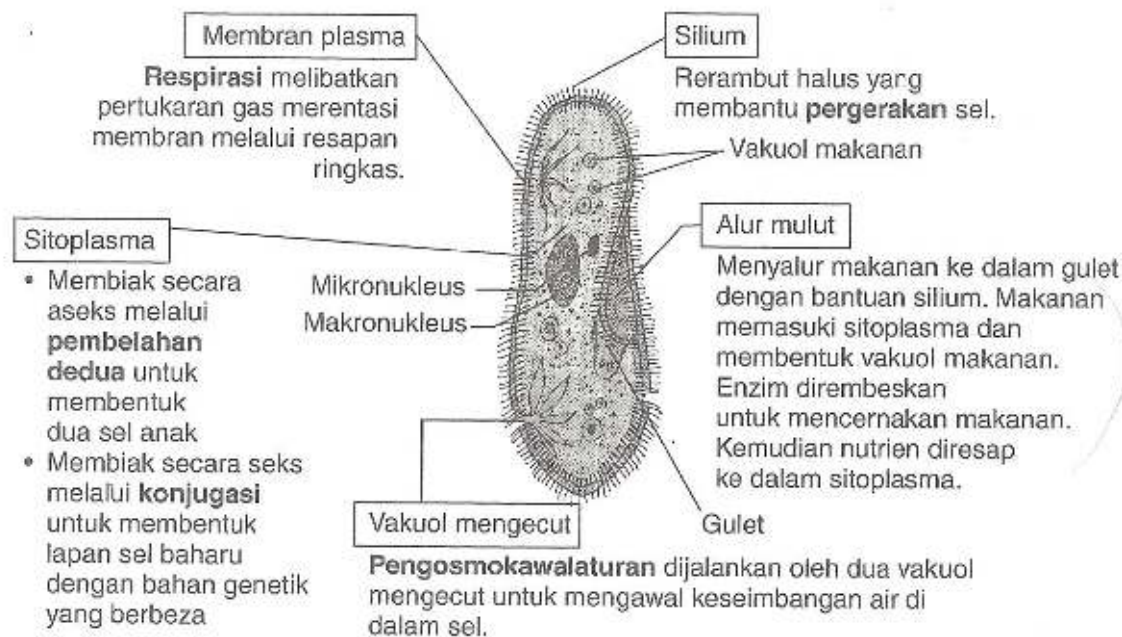 Membran plasma
Respirasi melibatkan
pertukaran gas merentasi
membran melalui resapan
ringkas.
Silium
Rerambut halus yang
membantu pergerakan sel.
Vakuol makanan
Sitoplasma
• Membiak secara
aseks melalui
pembelahan
dedua untuk
membentuk
dua sel anak
• Membiak secara seks
melalui konjugasi
untuk membentuk
lapan sel baharu
dengan bahan genetik
yang berbeza
Mikronukleus
Makronukleus
Alur mulut
Menyalur makanan ke dalam gulet
dengan bantuan silium. Makanan
memasuki sitoplasma dan
membentuk vakuol makanan.
Enzim dirembeskan
untuk mencernakan makanan.
Kemudian nutrien diresap
ke dalam sitoplasma.
Gulet
Vakuol mengecut
Pengosmokawalaturan dijalankan oleh dua vakuol
mengecut untuk mengawal keseimbangan air di
dalam sel.